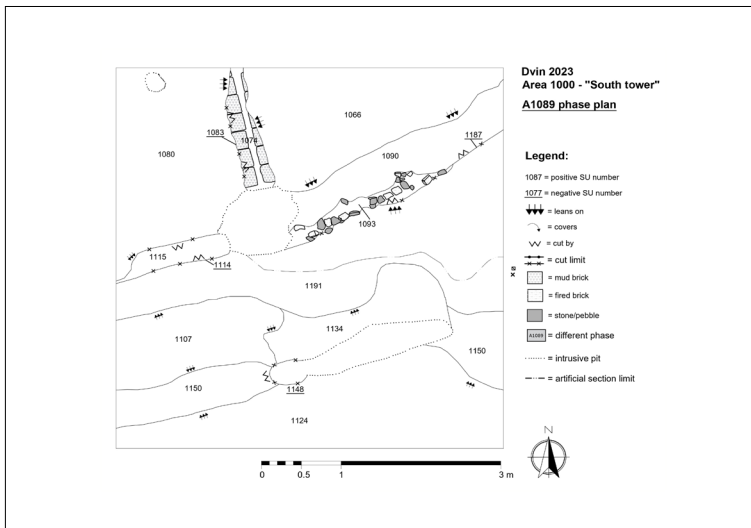 Dvin 2023
Area 1000 - "South tower"
A1089 phase plan
Legend:
1087 = positive SU number
1077 = negative SU number
= leans on
= covers
= cut by
= cut limit
= mud brick
= fired brick
= stone/pebble
A1089 = different phase
= intrusive pit
= artificial section limit
1066
1083
1074
1187
1080
1090
1093
1115
1114
1191
1134
1107
1150
1150
1148
1124
N
0 0.5 1 3 m